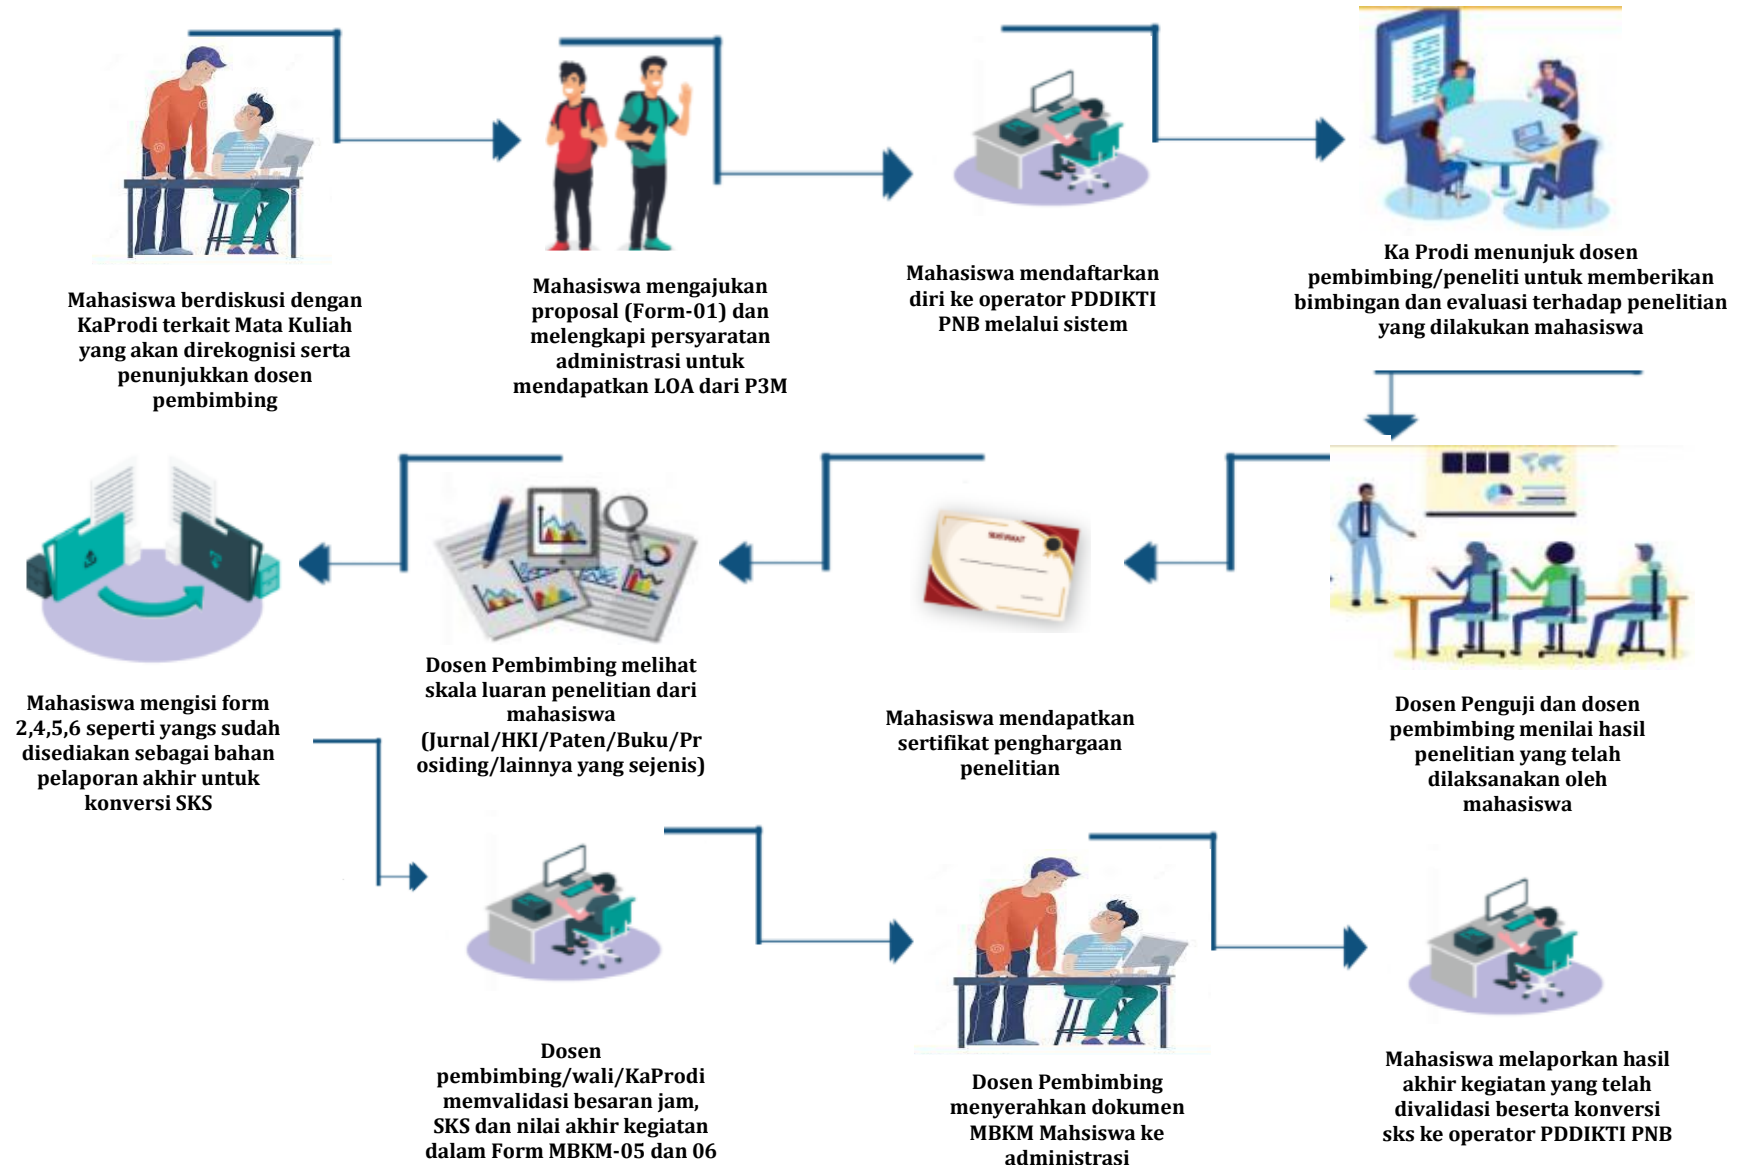 Mahasiswa berdiskusi dengan
KaProdi terkait Mata Kuliah
yang akan direkognisi serta
penunjukkan dosen
pembimbing
Mahasiswa mengajukan
proposal (Form-01) dan
melengkapi persyaratan
administrasi untuk
mendapatkan LOA dari P3M
Mahasiswa mendaftarkan
diri ke operator PDDIKTI
PNB melalui sistem
Ka Prodi menunjuk dosen
pembimbing/peneliti untuk memberikan
bimbingan dan evaluasi terhadap penelitian
yang dilakukan mahasiswa
Dosen Penguji dan dosen
pembimbing menilai hasil
penelitian yang telah
dilaksanakan oleh
mahasiswa
Mahasiswa mendapatkan
sertifikat penghargaan
penelitian
Dosen Pembimbing melihat
skala luaran penelitian dari
mahasiswa
(Jurnal/HKI/Paten/Buku/Pr
osiding/lainnya yang sejenis)
Mahasiswa mengisi form
2,4,5,6 seperti yangs sudah
disediakan sebagai bahan
pelaporan akhir untuk
konversi SKS
Dosen
pembimbing/wali/KaProdi
memvalidasi besaran jam,
SKS dan nilai akhir kegiatan
dalam Form MBKM-05 dan 06
Dosen Pembimbing
menyerahkan dokumen
MBKM Mahsiswa ke
administrasi
Mahasiswa melaporkan hasil
akhir kegiatan yang telah
divalidasi beserta konversi
sks ke operator PDDIKTI PNB